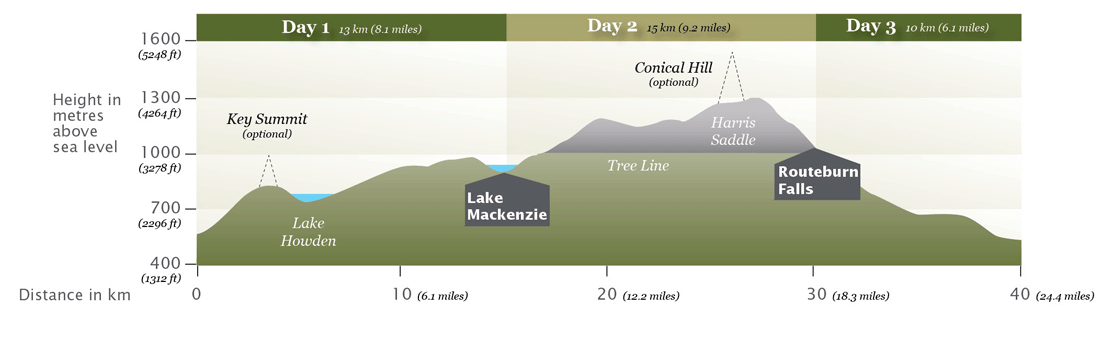 Day 1 13 km (8.1 miles)
Day 2 15 km (9.2 miles)
Day 3 10 km (6.1 miles)
1600
(5248 ft)
Conical Hill
(optional)
Height in
metres
above
sea level
1300
(4264 ft)
Key Summit
(optional)
Harris
Saddle
1000
(3278 ft)
Tree Line
Routeburn
Falls
Lake
Mackenzie
700
(2296 ft)
Lake
Howden
400
(1312 ft)
Distance in km
0
10 (6.1 miles)
20 (12.2 miles)
30 (18.3 miles)
40 (24.4 miles)